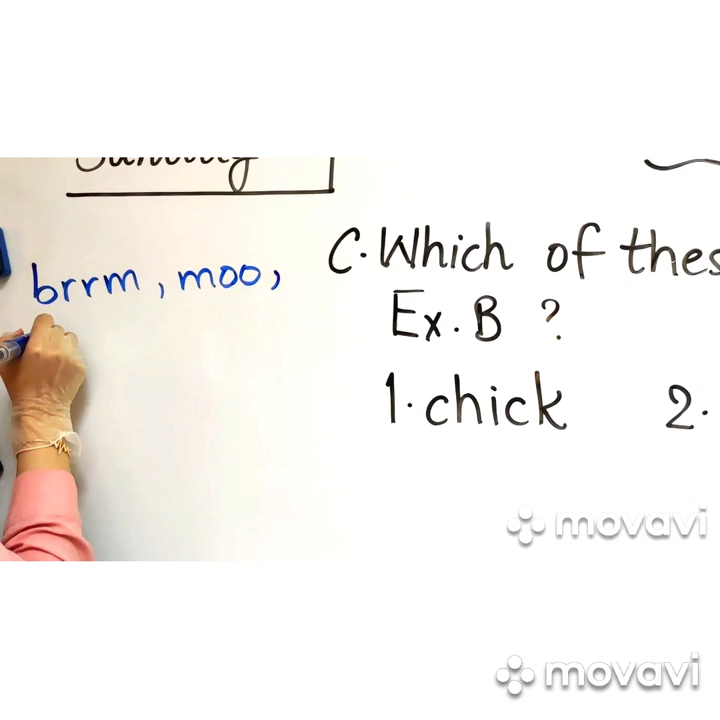 brrm, moo,
C. Which of thes
Ex. B ?
1. chick 2.
movavi
movavi